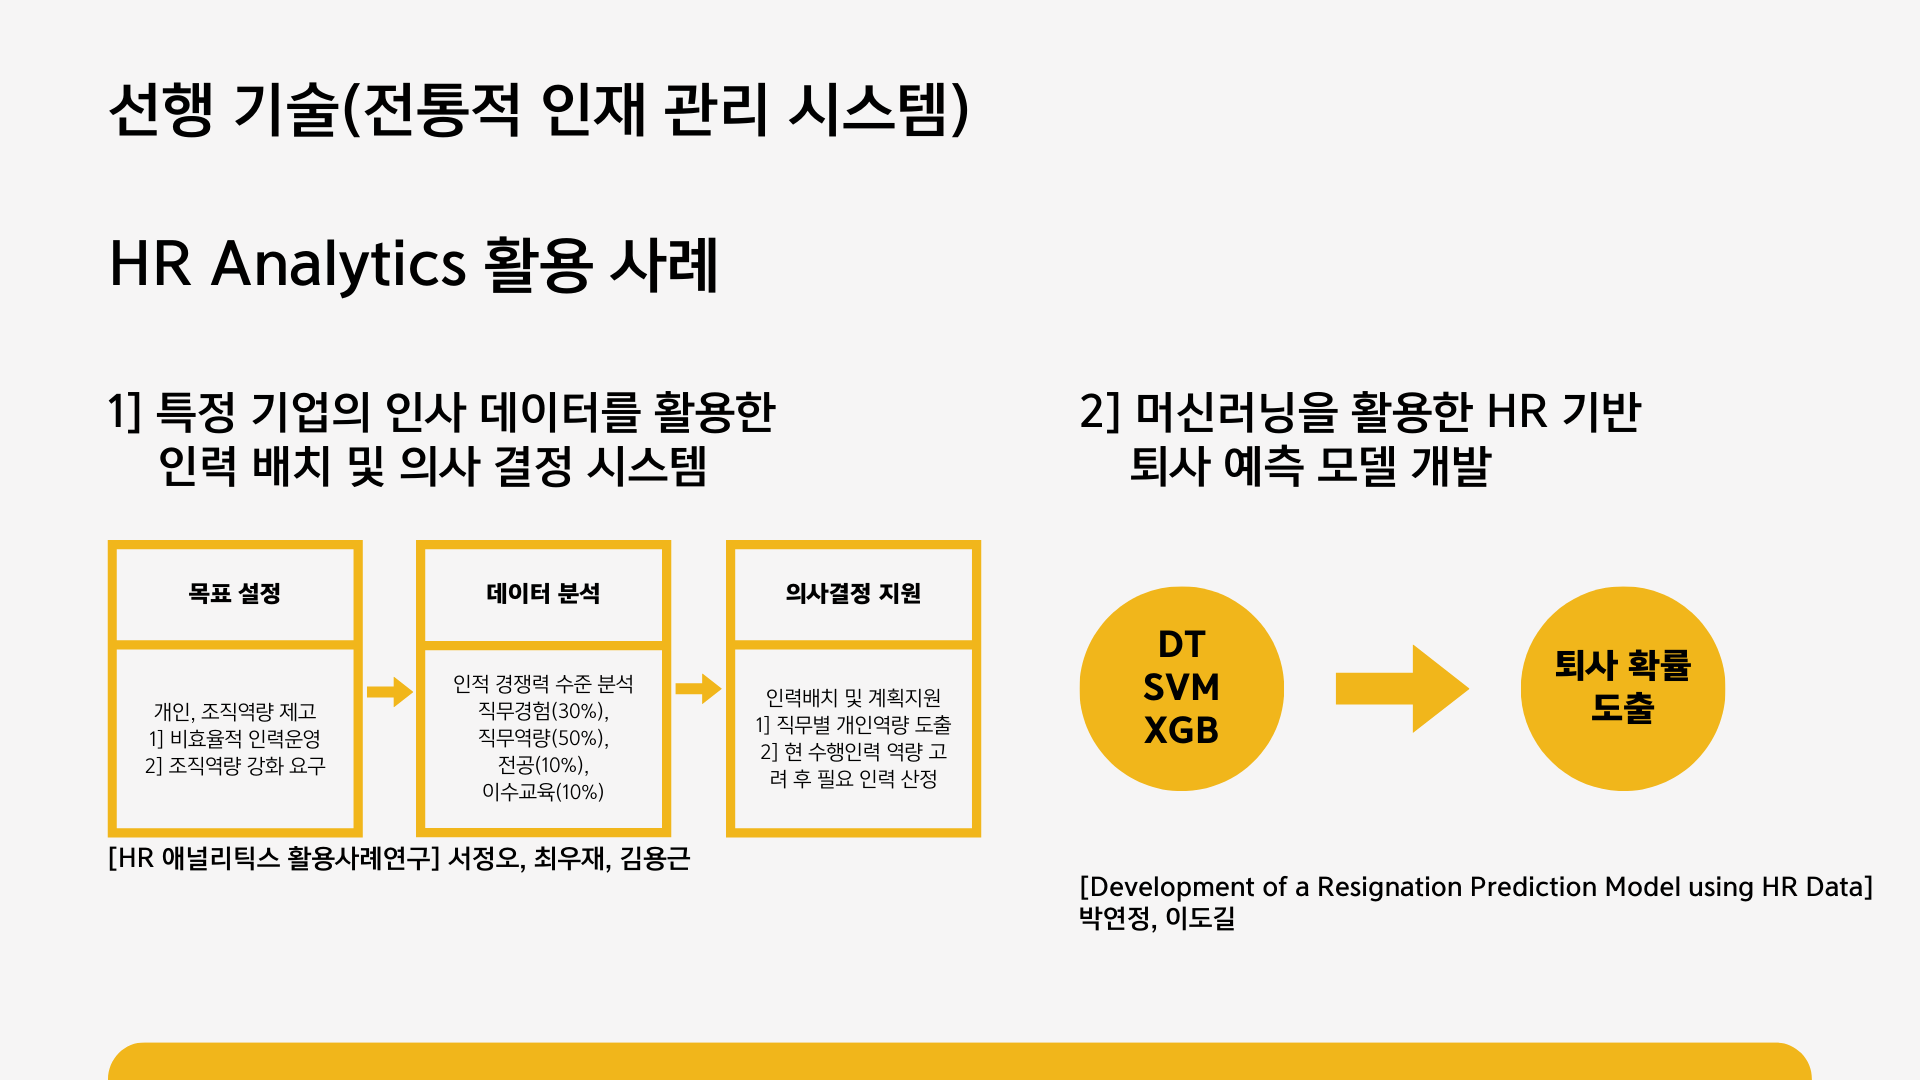 선행 기술(전통적 인재 관리 시스템)
HR Analytics 활용 사례
1] 특정 기업의 인사 데이터를 활용한
인력 배치 및 의사 결정 시스템
목표 설정
개인, 조직역량 제고
1] 비효율적 인력운영
2] 조직역량 강화 요구
데이터 분석
인적 경쟁력 수준 분석
직무경험(30%),
직무역량(50%),
전공(10%),
이수교육(10%)
의사결정 지원
인력배치 및 계획지원
1] 직무별 개인역량 도출
2] 현 수행인력 역량 고
려 후 필요 인력 산정
[HR 애널리틱스 활용사례연구] 서정오, 최우재, 김용근
2] 머신러닝을 활용한 HR 기반
퇴사 예측 모델 개발
DT
SVM
XGB
퇴사 확률
도출
[Development of a Resignation Prediction Model using HR Data]
박연정, 이도길